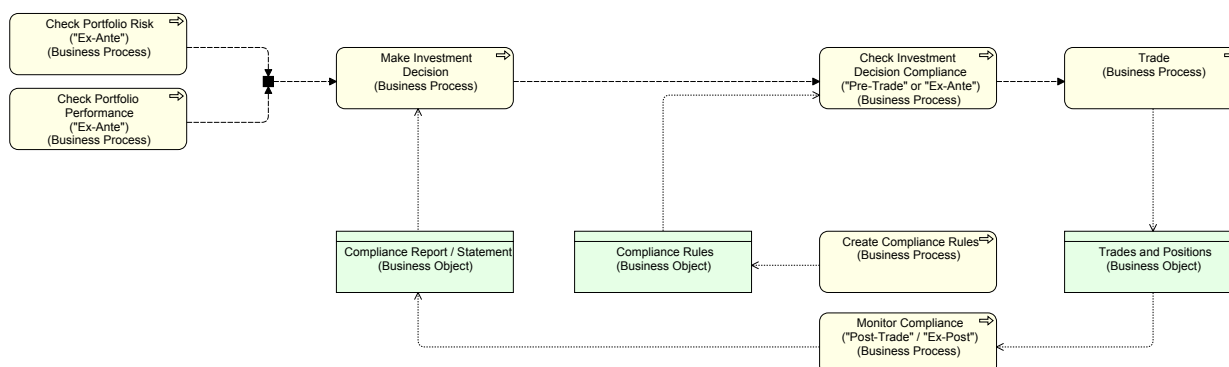 Check Portfolio Risk
("Ex-Ante")
(Business Process)
Check Portfolio
Performance
("Ex-Ante")
(Business Process)
Make Investment
Decision
(Business Process)
Check Investment
Decision Compliance
("Pre-Trade" or "Ex-Ante")
(Business Process)
Trade
(Business Process)
Compliance Report / Statement
(Business Object)
Compliance Rules
(Business Object)
Create Compliance Rules
(Business Process)
Trades and Positions
(Business Object)
Monitor Compliance
("Post-Trade" / "Ex-Post")
(Business Process)